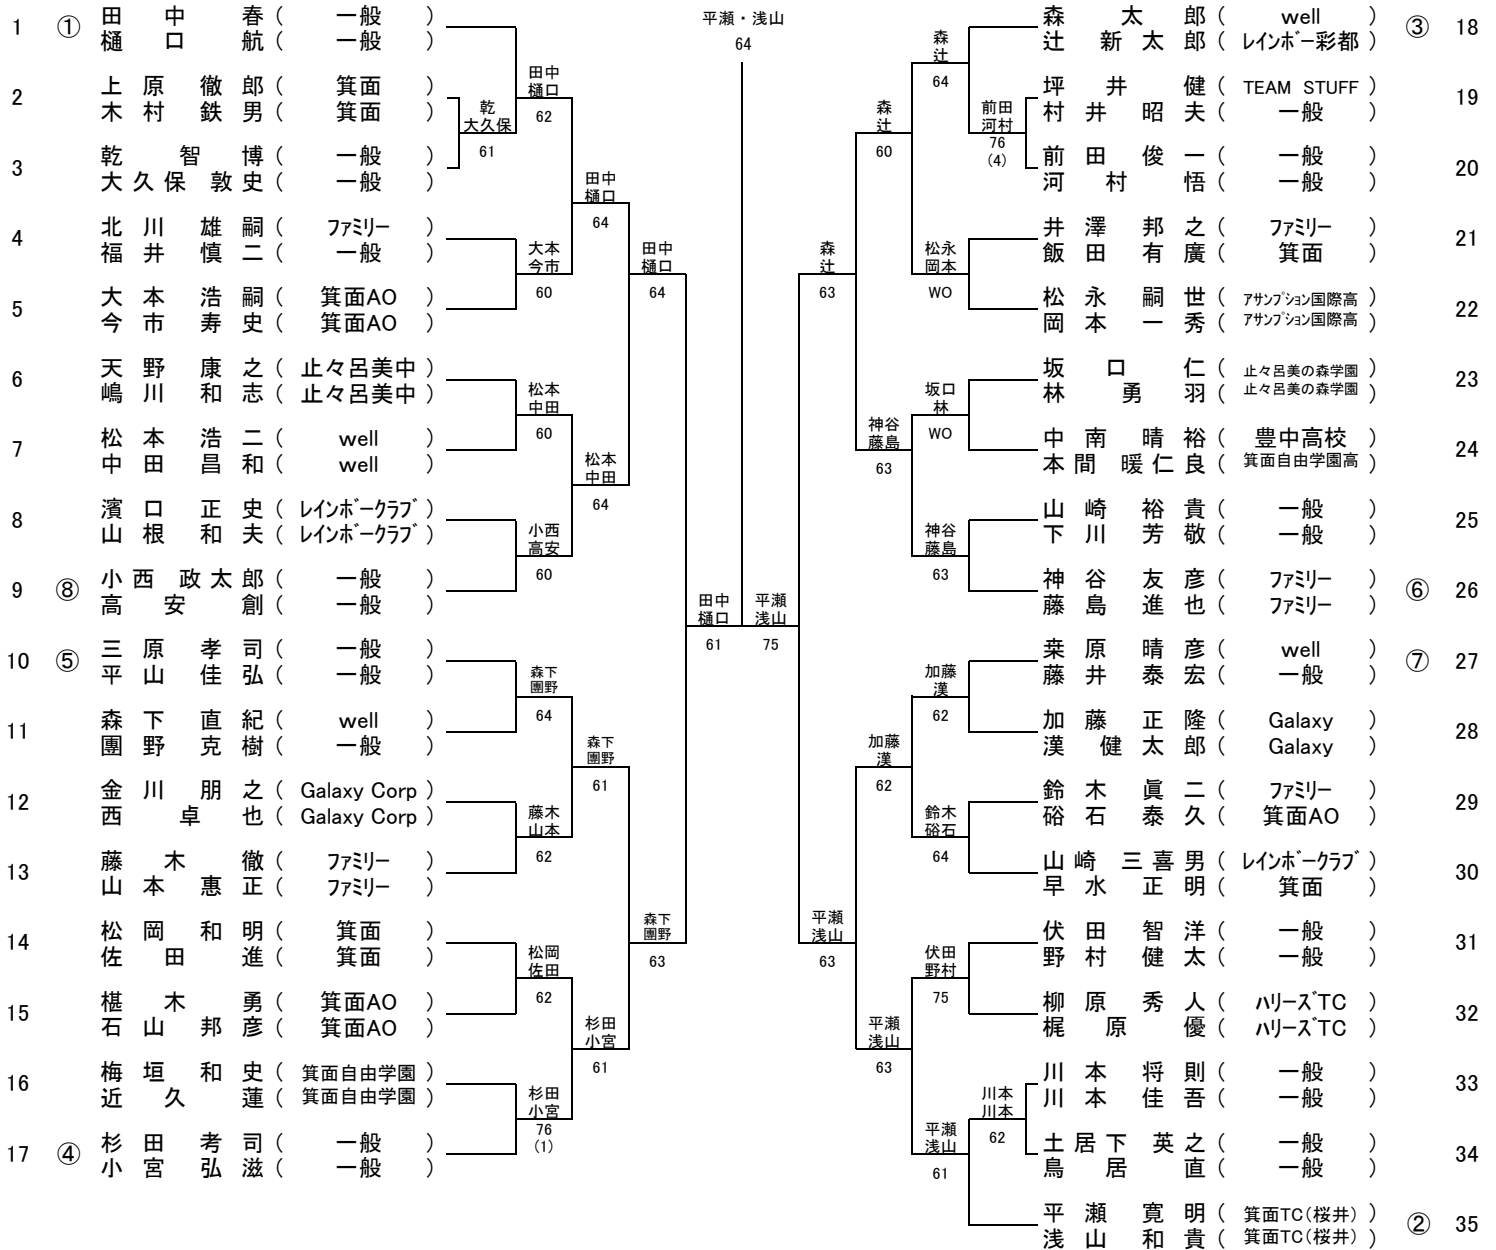 平瀬・浅山
64
1 ① 田中 春 ( 一般 )
樋口 航 ( 一般 )
2 上原 徹郎 ( 箕面 )
木村 鉄男 ( 箕面 )
3 乾 智博 ( 一般 )
大久保 敦史 ( 一般 )
4 北川 雄嗣 ( ファミリー )
福井 慎二 ( 一般 )
5 大本 浩嗣 ( 箕面AO )
今市 寿史 ( 箕面AO )
6 天野 康之 ( 止々呂美中 )
嶋川 和志 ( 止々呂美中 )
7 松本 浩二 ( well )
中田 昌和 ( well )
8 濱口 正史 ( レインボークラブ )
山根 和夫 ( レインボークラブ )
9 ⑧ 小西 政太郎 ( 一般 )
高安 創 ( 一般 )
10 ⑤ 三原 孝司 ( 一般 )
平山 佳弘 ( 一般 )
11 森下 直紀 ( well )
團野 克樹 ( 一般 )
12 金川 朋之 ( Galaxy Corp )
西 卓也 ( Galaxy Corp )
13 藤木 徹 ( ファミリー )
山本 惠正 ( ファミリー )
14 松岡 和明 ( 箕面 )
佐田 進 ( 箕面 )
15 椹木 勇 ( 箕面AO )
石山 邦彦 ( 箕面AO )
16 梅垣 和史 ( 箕面自由学園 )
近 久蓮 ( 箕面自由学園 )
17 ④ 杉田 考司 ( 一般 )
小宮 弘滋 ( 一般 )
乾
大久保
61
田中
樋口
62
大本
今市
60
松本
中田
60
小西
高安
60
森下
團野
64
藤木
山本
62
松岡
佐田
62
杉田
小宮
76
(1)
田中
樋口
64
松本
中田
64
森下
團野
61
杉田
小宮
61
田中
樋口
64
森下
團野
63
田中
樋口
61
平瀬
浅山
75
森
辻
63
平瀬
浅山
63
森
辻
60
神谷
藤島
63
加藤
漢
62
平瀬
浅山
63
森
辻
64
松永
岡本
WO
坂口
林
WO
神谷
藤島
63
加藤
漢
62
鈴木
硲石
64
伏田
野村
75
平瀬
浅山
61
前田
河村
76
(4)
川本
川本
62
森 太郎 ( well ) ③ 18
辻 新太郎 ( レインボー彩都 )
坪井 健 ( TEAM STUFF ) 19
村井 昭夫 ( 一般 )
前田 俊一 ( 一般 ) 20
河村 悟 ( 一般 )
井澤 邦之 ( ファミリー ) 21
飯田 有廣 ( 箕面 )
松永 嗣世 ( アサンプション国際高 ) 22
岡本 一秀 ( アサンプション国際高 )
坂口 仁 ( 止々呂美の森学園 ) 23
林 勇羽 ( 止々呂美の森学園 )
中南 晴裕 ( 豊中高校 ) 24
本間 暖仁良 ( 箕面自由学園高 )
山崎 裕貴 ( 一般 ) 25
下川 芳敬 ( 一般 )
神谷 友彦 ( ファミリー ) ⑥ 26
藤島 進也 ( ファミリー )
桒原 晴彦 ( well ) ⑦ 27
藤井 泰宏 ( 一般 )
加藤 正隆 ( Galaxy ) 28
漢 健太郎 ( Galaxy )
鈴木 眞二 ( ファミリー ) 29
硲石 泰久 ( 箕面AO )
山崎 三喜男 ( レインボークラブ ) 30
早水 正明 ( 箕面 )
伏田 智洋 ( 一般 ) 31
野村 健太 ( 一般 )
柳原 秀人 ( ハリーズTC ) 32
梶原 優 ( ハリーズTC )
川本 将則 ( 一般 ) 33
川本 佳吾 ( 一般 )
土居下 英之 ( 一般 ) 34
鳥居 直 ( 一般 )
平瀬 寛明 ( 箕面TC(桜井) ) ② 35
浅山 和貴 ( 箕面TC(桜井) )